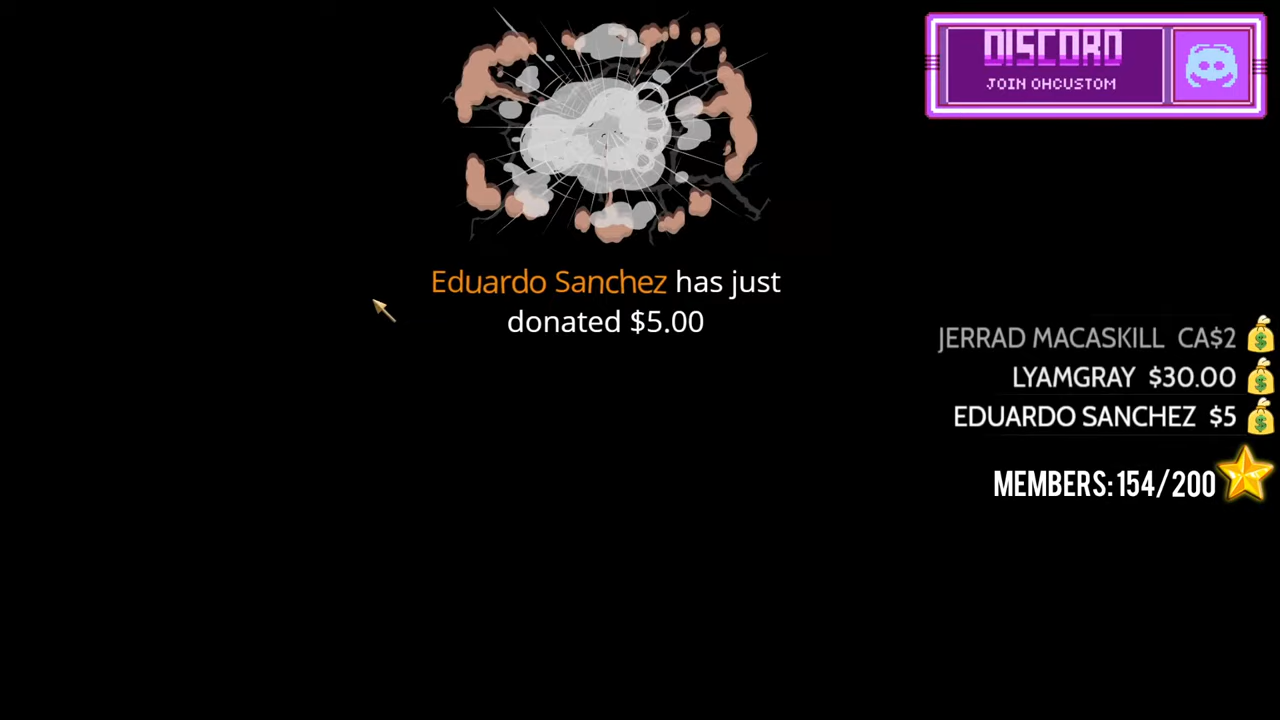 DISCORD
JOIN OHCUSTOM
Eduardo Sanchez has just
donated $5.00
JERRAD MACASKILL CA$2
LYAMGRAY $30.00
EDUARDO SANCHEZ $5
MEMBERS: 154/200